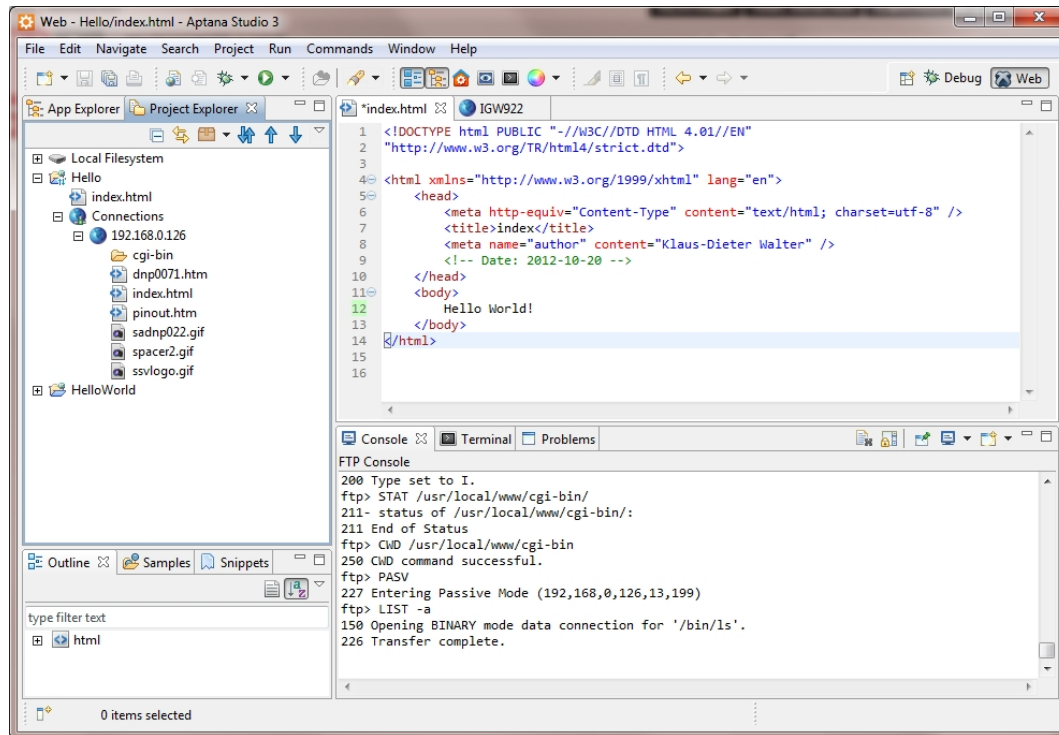 Web - Hello/index.html - Aptana Studio 3
File Edit Navigate Search Project Run Commands Window Help
Debug Web
App Explorer Project Explorer
Local Filesystem
Hello
index.html
Connections
192.168.0.126
cgi-bin
dnp0071.htm
index.html
pinout.htm
sadnp022.gif
spacer2.gif
ssvlogo.gif
HelloWorld
*index.html IGW922
1 <!DOCTYPE html PUBLIC "-//W3C//DTD HTML 4.01//EN"
2 "http://www.w3.org/TR/html4/strict.dtd">
3
4 <html xmlns="http://www.w3.org/1999/xhtml" lang="en">
5 <head>
6 <meta http-equiv="Content-Type" content="text/html; charset=utf-8" />
7 <title>index</title>
8 <meta name="author" content="Klaus-Dieter Walter" />
9 <!-- Date: 2012-10-20 -->
10 </head>
11 <body>
12 Hello World!
13 </body>
14 </html>
15
16
Outline Samples Snippets
type filter text
html
Console Terminal Problems
FTP Console
200 Type set to I.
ftp> STAT /usr/local/www/cgi-bin/
211- status of /usr/local/www/cgi-bin/:
211 End of Status
ftp> CWD /usr/local/www/cgi-bin
250 CWD command successful.
ftp> PASV
227 Entering Passive Mode (192,168,0,126,13,199)
ftp> LIST -a
150 Opening BINARY mode data connection for '/bin/ls'.
226 Transfer complete.
0 items selected